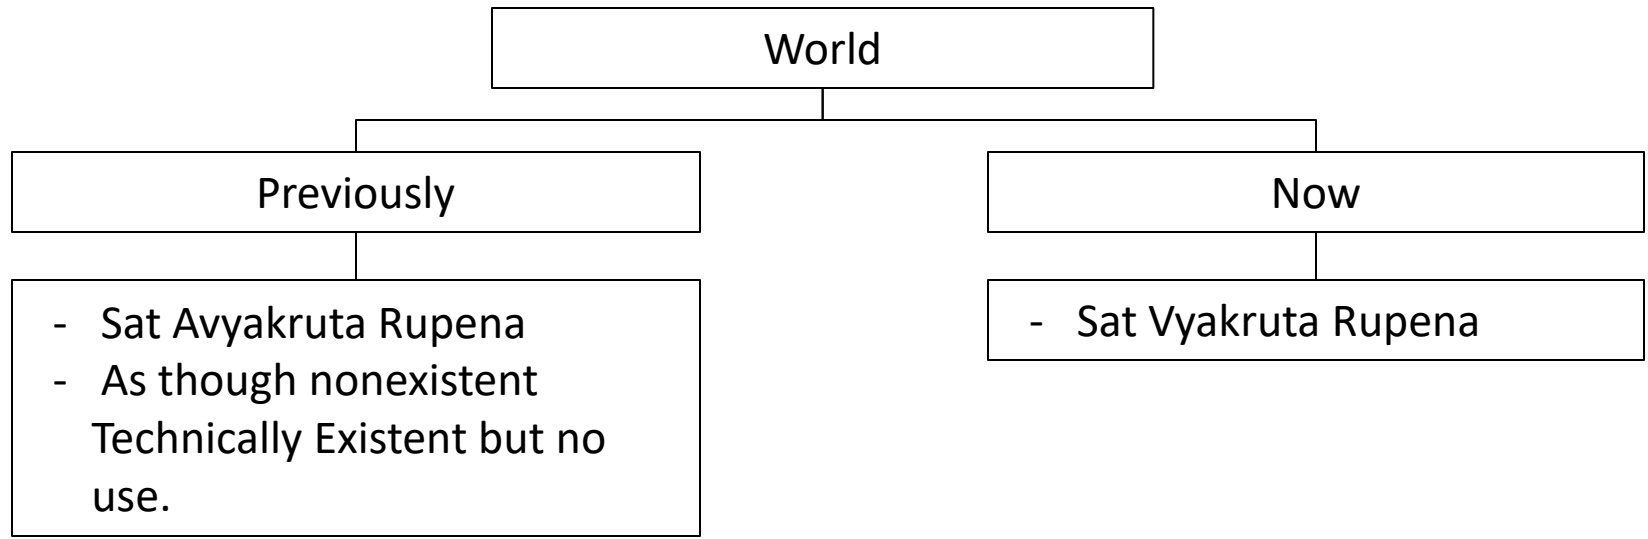 World
Previously
Now
- Sat Avyakruta Rupena
- As though nonexistent
Technically Existent but no
use.
- Sat Vyakruta Rupena